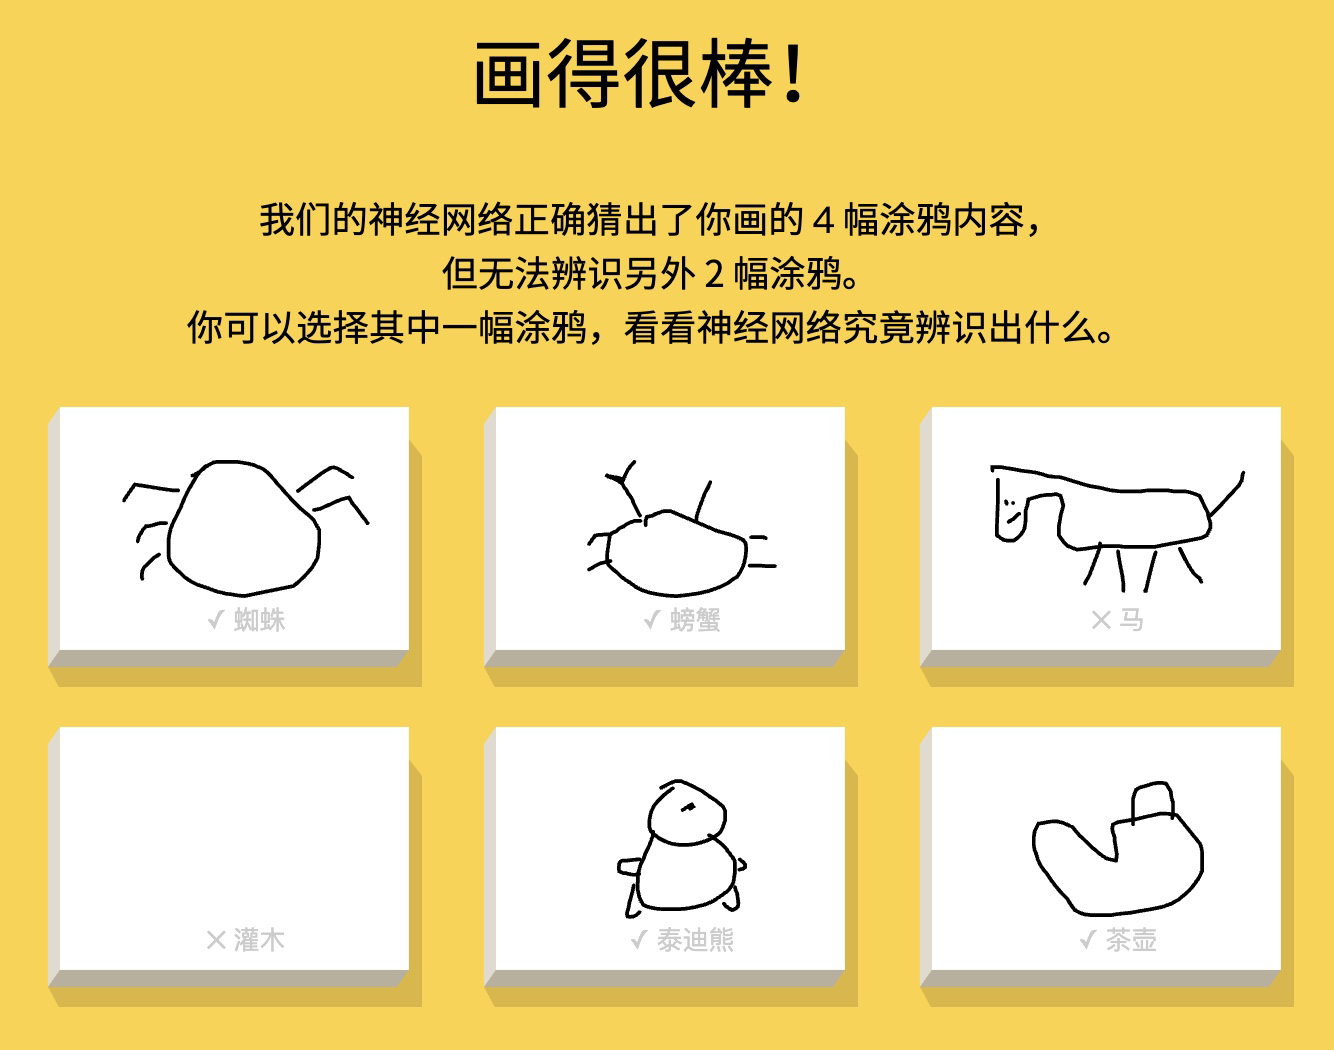 画得很棒！
我们的神经网络正确猜出了你画的 4 幅涂鸦内容，
但无法辨识另外 2 幅涂鸦。
你可以选择其中一幅涂鸦，看看神经网络究竟辨识出什么。
✓ 蜘蛛
✓ 螃蟹
✕ 马
✕ 灌木
✓ 泰迪熊
✓ 茶壶